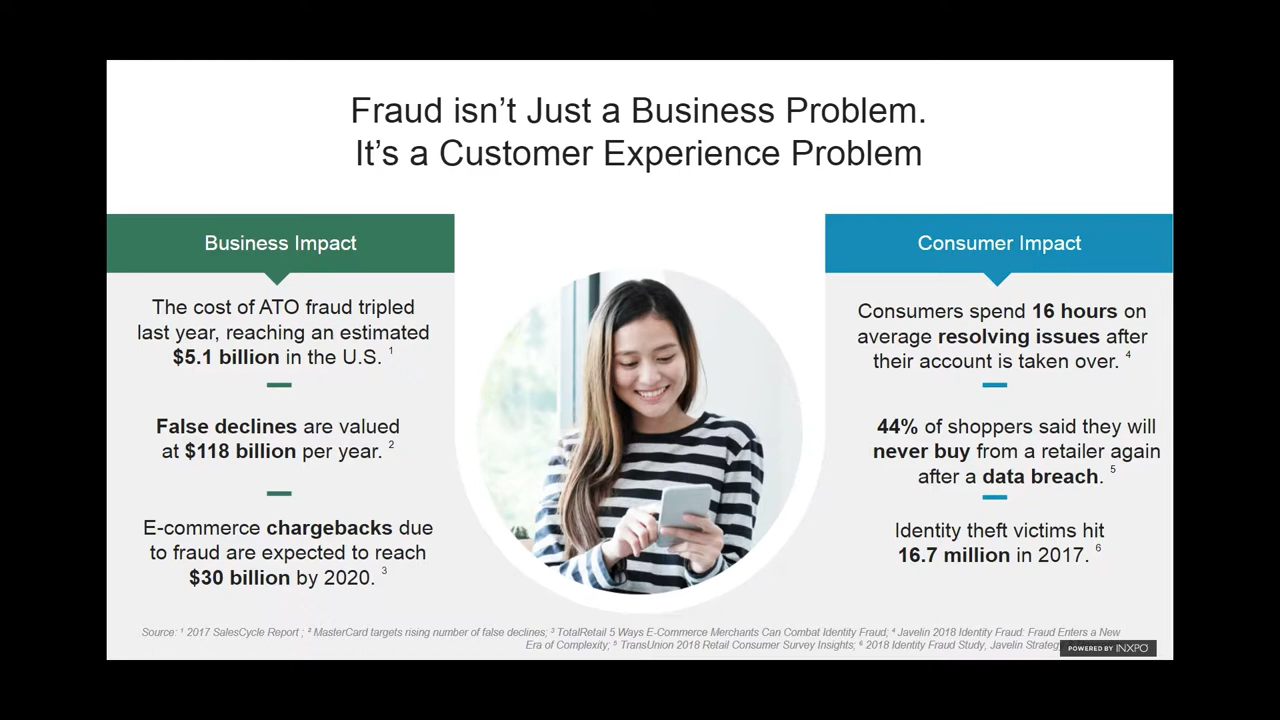 Fraud isn’t Just a Business Problem.
It’s a Customer Experience Problem
Business Impact
The cost of ATO fraud tripled
last year, reaching an estimated
$5.1 billion in the U.S. ¹
False declines are valued
at $118 billion per year. ²
E-commerce chargebacks due
to fraud are expected to reach
$30 billion by 2020. ³
Consumer Impact
Consumers spend 16 hours on
average resolving issues after
their account is taken over. ⁴
44% of shoppers said they will
never buy from a retailer again
after a data breach. ⁵
Identity theft victims hit
16.7 million in 2017. ⁶
Source: ¹ 2017 SalesCycle Report ; ² MasterCard targets rising number of false declines; ³ TotalRetail 5 Ways E-Commerce Merchants Can Combat Identity Fraud; ⁴ Javelin 2018 Identity Fraud: Fraud Enters a New
Era of Complexity; ⁵ TransUnion 2018 Retail Consumer Survey Insights; ⁶ 2018 Identity Fraud Study, Javelin Strategy
POWERED BY INXPO